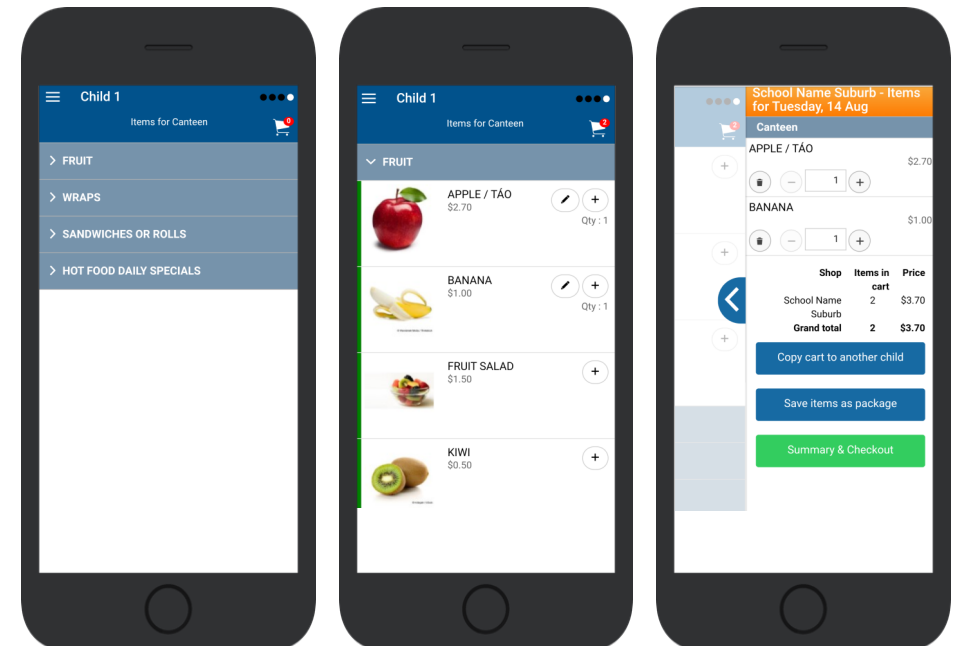 Child 1
Items for Canteen
0
FRUIT
WRAPS
SANDWICHES OR ROLLS
HOT FOOD DAILY SPECIALS
Child 1
Items for Canteen
2
FRUIT
APPLE / TÁO
$2.70
Qty : 1
BANANA
$1.00
Qty : 1
FRUIT SALAD
$1.50
KIWI
$0.50
School Name Suburb - Items
for Tuesday, 14 Aug
Canteen
APPLE / TÁO
$2.70
1
BANANA
$1.00
1
Shop Items in Price
cart
School Name 2 $3.70
Suburb
Grand total 2 $3.70
Copy cart to another child
Save items as package
Summary & Checkout